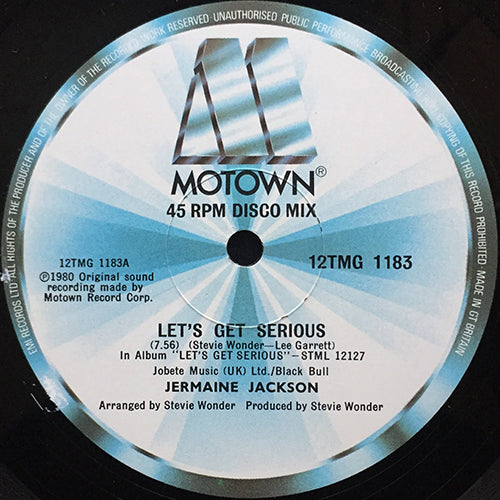 EMI RECORDS LTD ALL RIGHTS OF THE PRODUCER AND OF THE OWNER OF THE RECORDED WORK RESERVED · UNAUTHORISED PUBLIC PERFORMANCE BROADCASTING AND COPYING OF THIS RECORD PROHIBITED · MADE IN GT BRITAIN
MOTOWN®
45 RPM DISCO MIX
12TMG 1183A
℗1980 Original sound
recording made by
Motown Record Corp.
12TMG 1183
LET'S GET SERIOUS
(7.56) (Stevie Wonder—Lee Garrett)
In Album "LET'S GET SERIOUS"—STML 12127
Jobete Music (UK) Ltd./Black Bull
JERMAINE JACKSON
Arranged by Stevie Wonder Produced by Stevie Wonder